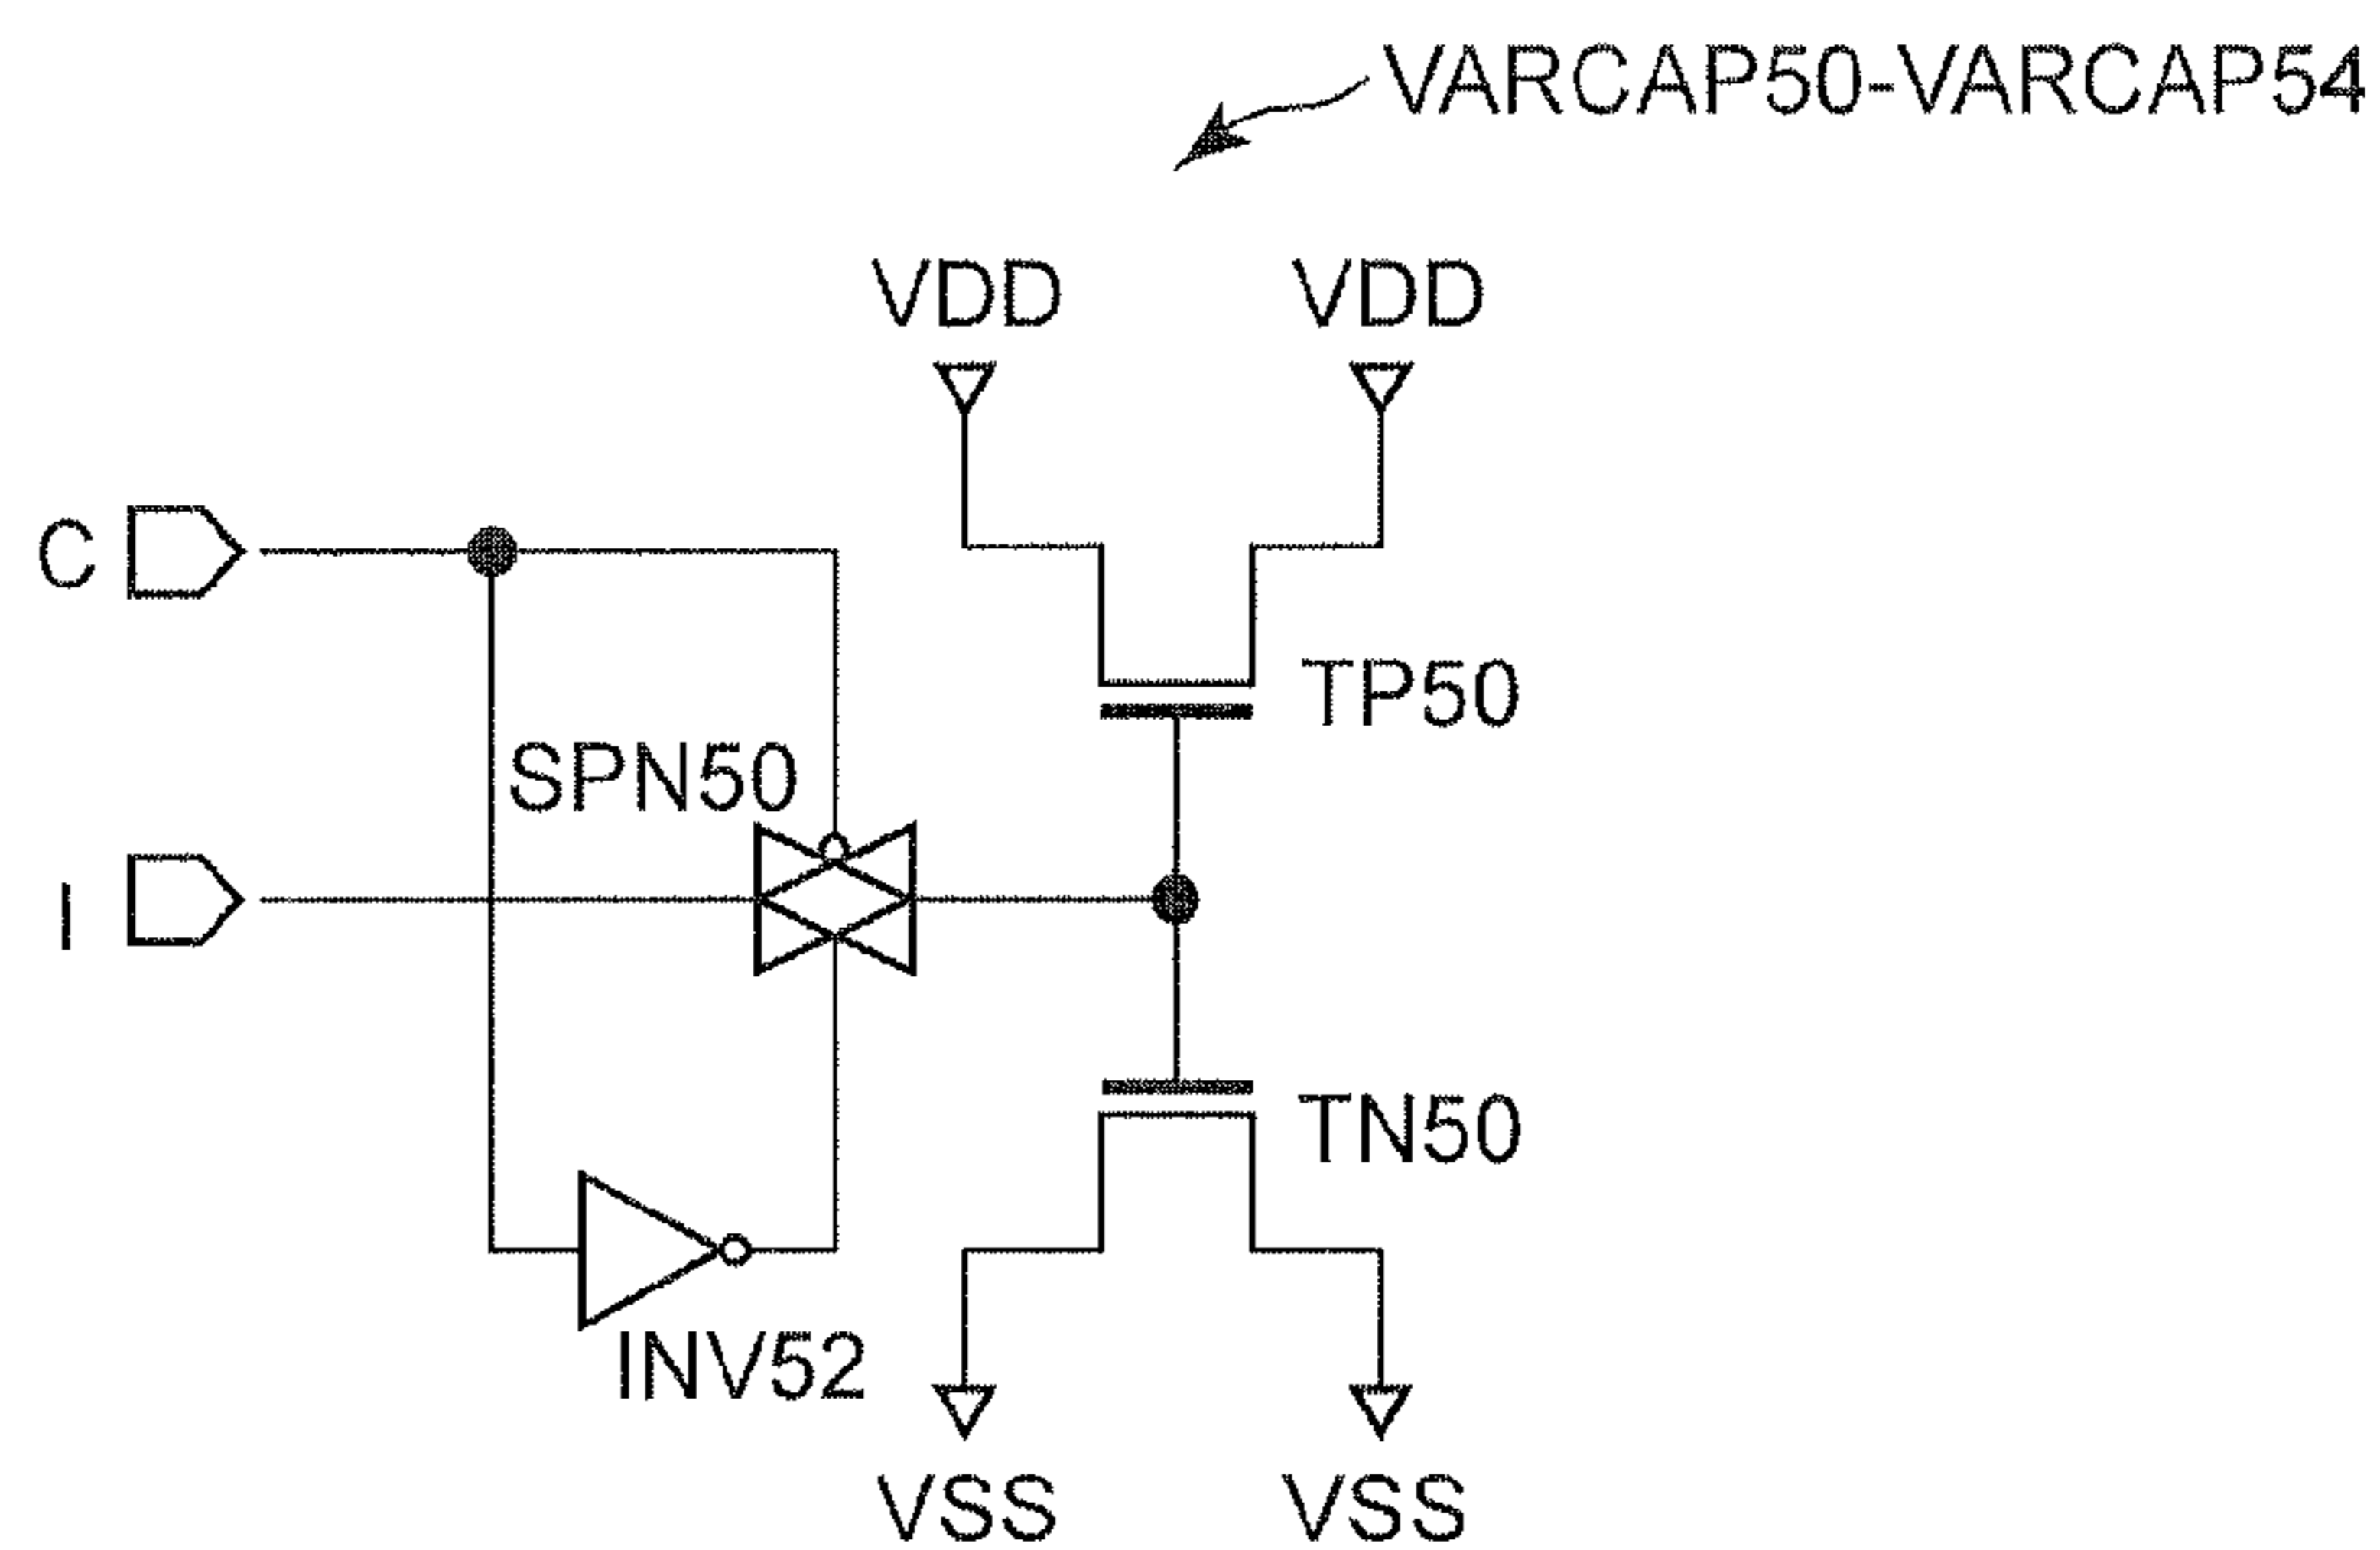 VARCAP50-VARCAP54
VDD VDD
C
TP50
SPN50
I
TN50
INV52
VSS VSS